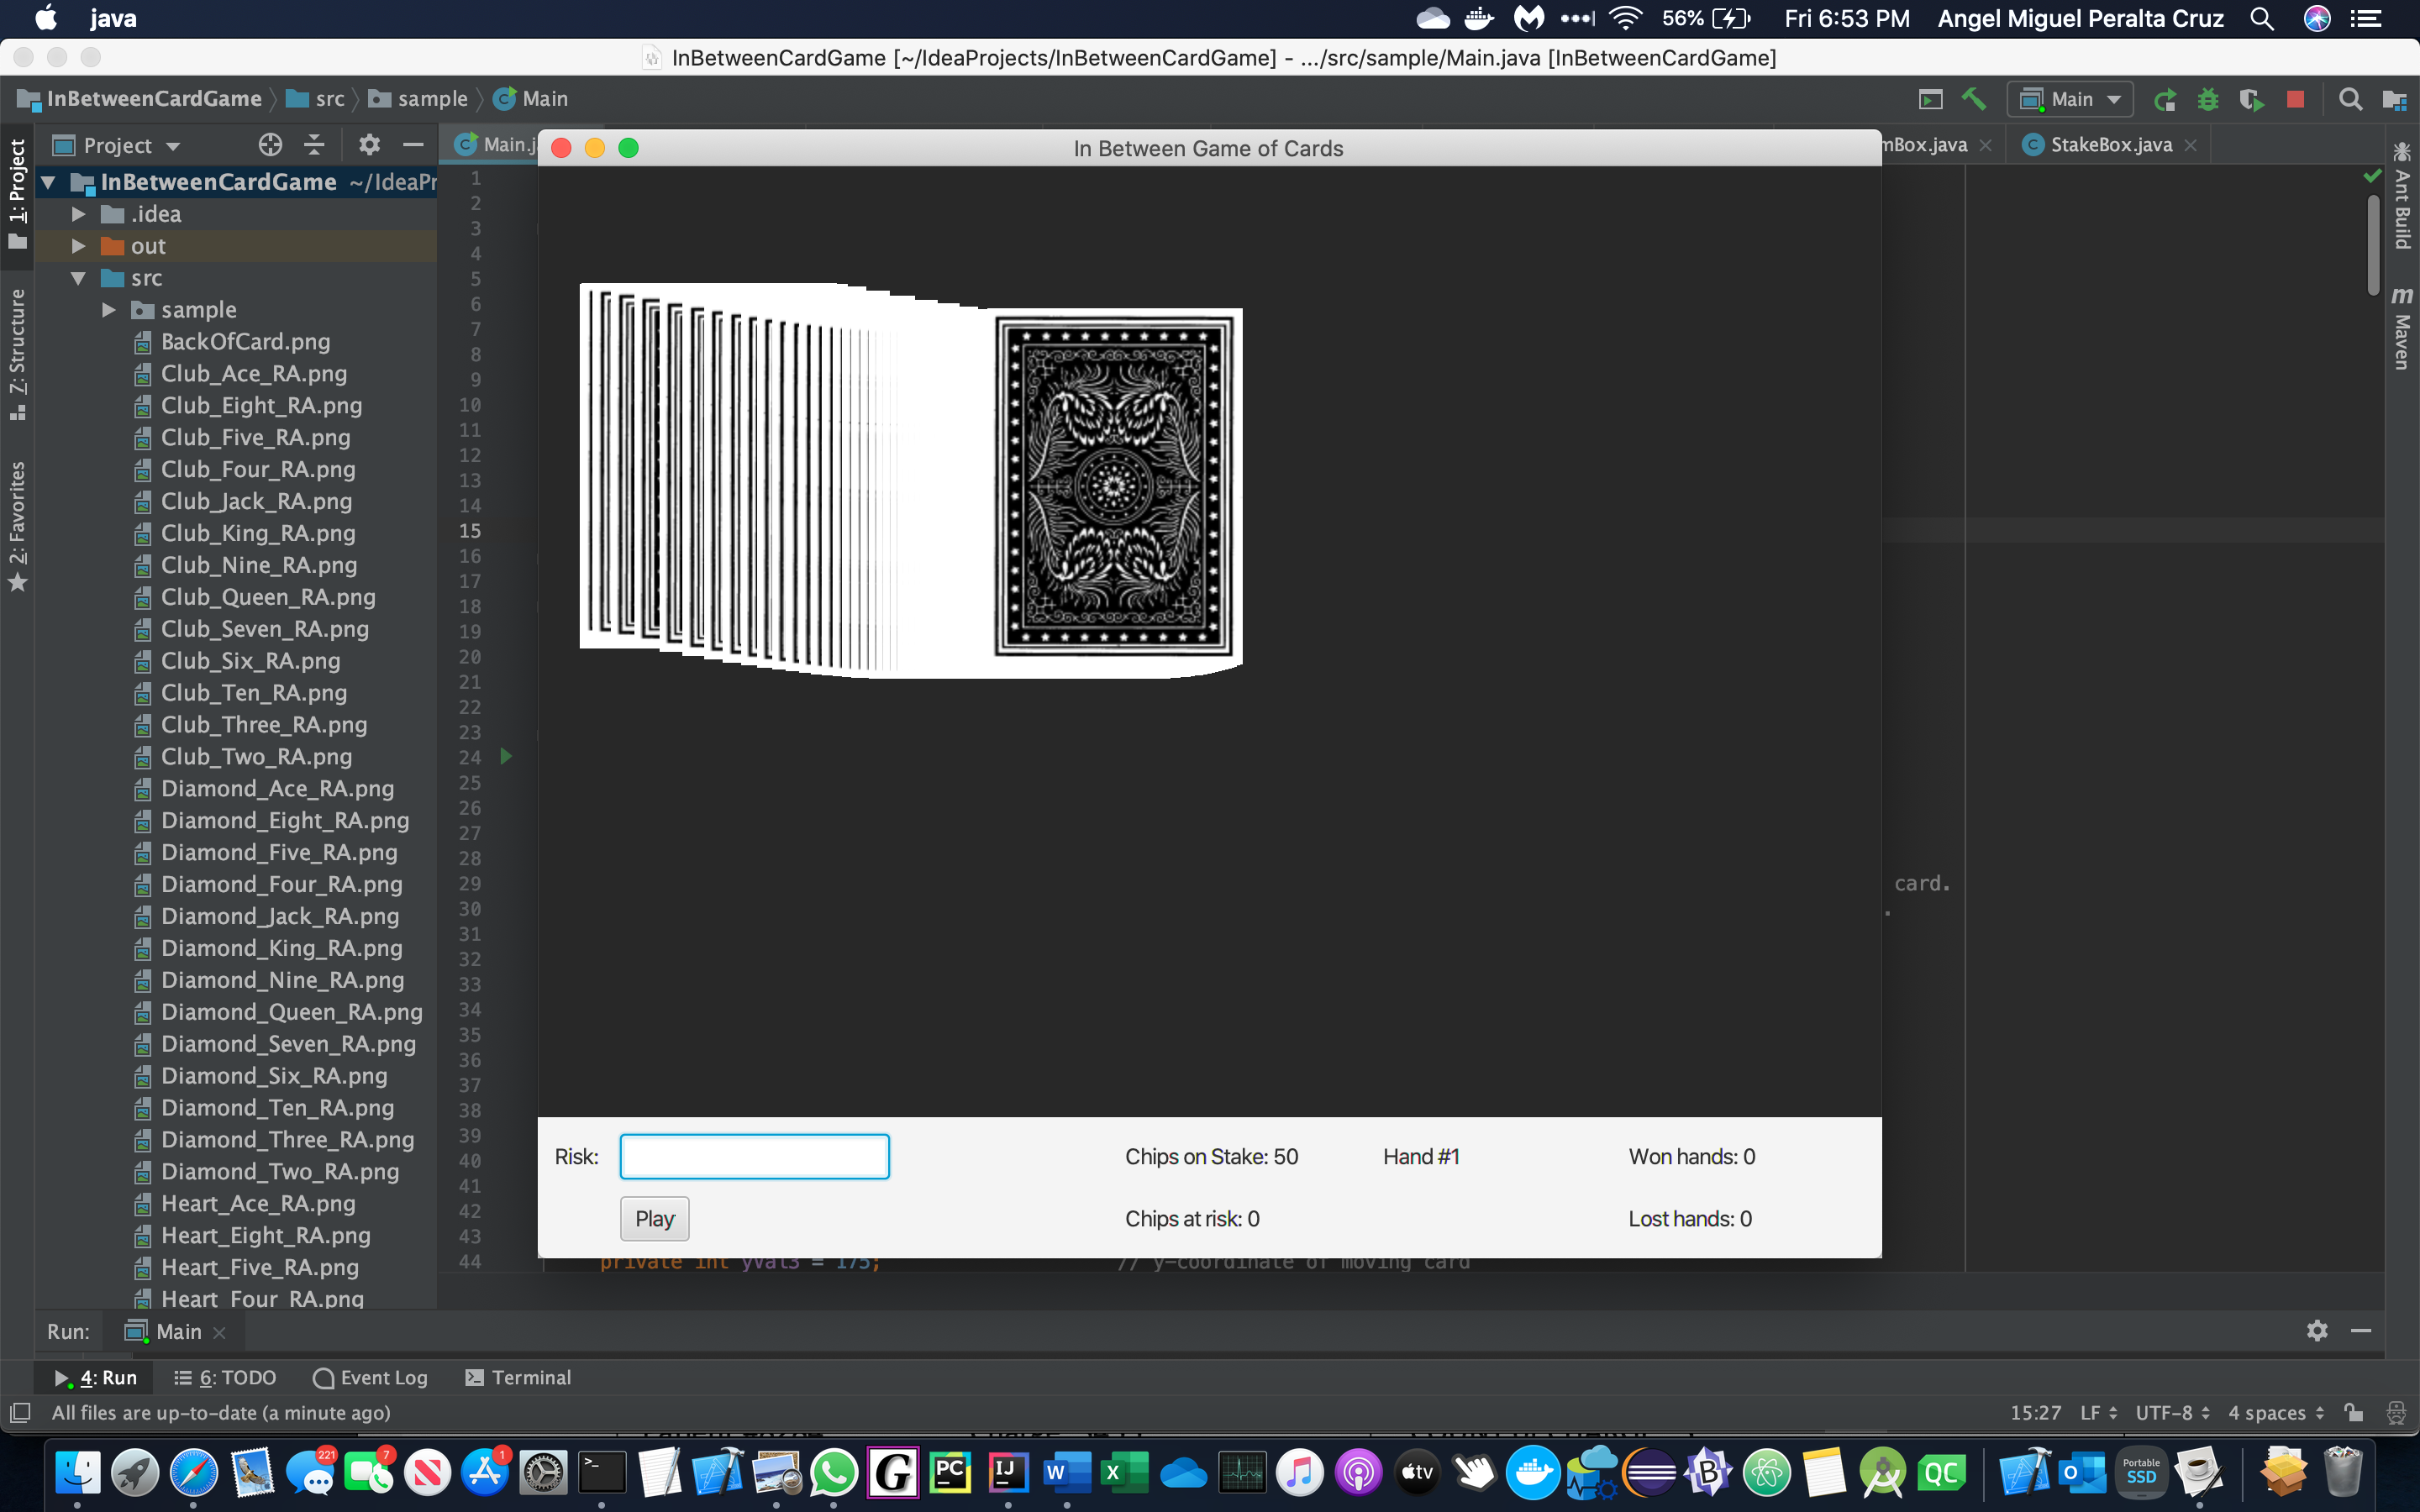 java 56% Fri 6:53 PM Angel Miguel Peralta Cruz
InBetweenCardGame [~/IdeaProjects/InBetweenCardGame] - .../src/sample/Main.java [InBetweenCardGame]
InBetweenCardGame src sample Main Main
Project Main.j mBox.java StakeBox.java
In Between Game of Cards
1: Project
Z: Structure
2: Favorites
Ant Build
m Maven
InBetweenCardGame ~/IdeaPr
.idea
out
src
sample
BackOfCard.png
Club_Ace_RA.png
Club_Eight_RA.png
Club_Five_RA.png
Club_Four_RA.png
Club_Jack_RA.png
Club_King_RA.png
Club_Nine_RA.png
Club_Queen_RA.png
Club_Seven_RA.png
Club_Six_RA.png
Club_Ten_RA.png
Club_Three_RA.png
Club_Two_RA.png
Diamond_Ace_RA.png
Diamond_Eight_RA.png
Diamond_Five_RA.png
Diamond_Four_RA.png
Diamond_Jack_RA.png
Diamond_King_RA.png
Diamond_Nine_RA.png
Diamond_Queen_RA.png
Diamond_Seven_RA.png
Diamond_Six_RA.png
Diamond_Ten_RA.png
Diamond_Three_RA.png
Diamond_Two_RA.png
Heart_Ace_RA.png
Heart_Eight_RA.png
Heart_Five_RA.png
Heart_Four_RA.png
1
2
3
4
5
6
7
8
9
10
11
12
13
14
15
16
17
18
19
20
21
22
23
24
25
26
27
28
29
30
31
32
33
34
35
36
37
38
39
40
41
42
43
44
card.
.
Risk: Chips on Stake: 50 Hand #1 Won hands: 0
Play Chips at risk: 0 Lost hands: 0
private int yVal3 = 175; // y-coordinate of moving card
Run: Main
4: Run 6: TODO Event Log Terminal
All files are up-to-date (a minute ago) 15:27 LF UTF-8 4 spaces
221 7 1 >_ G PC IJ W X tv B QC O Portable SSD